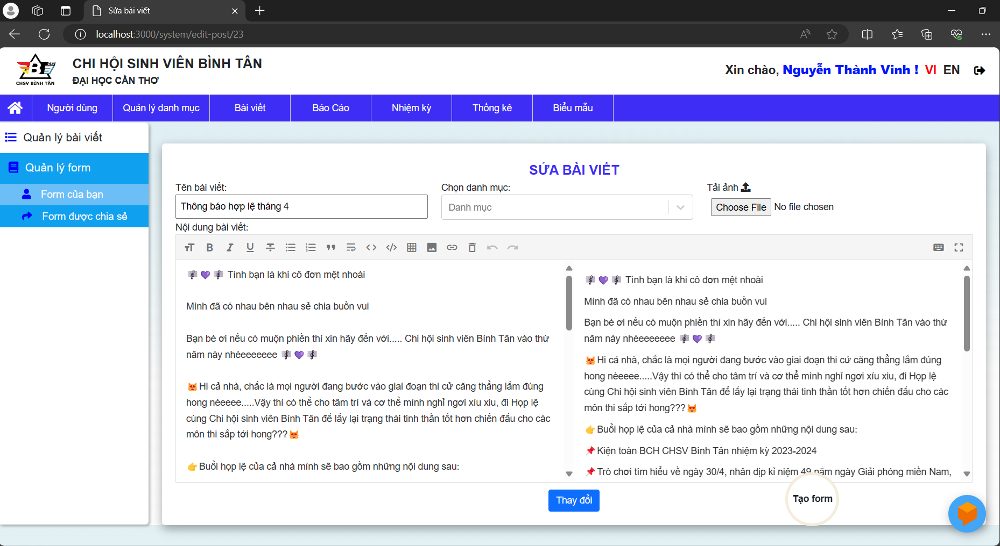 Sửa bài viết
localhost:3000/system/edit-post/23
B
CTU
CHSV BÌNH TÂN
CHI HỘI SINH VIÊN BÌNH TÂN
ĐẠI HỌC CẦN THƠ
Xin chào, Nguyễn Thành Vinh ! VI EN
Người dùng
Quản lý danh mục
Bài viết
Báo Cáo
Nhiệm kỳ
Thống kê
Biểu mẫu
Quản lý bài viết
Quản lý form
Form của bạn
Form được chia sẻ
SỬA BÀI VIẾT
Tên bài viết:
Thông báo hợp lệ tháng 4
Chọn danh mục:
Danh mục
Tải ảnh
Choose File No file chosen
Nội dung bài viết:
🎼💜🎼 Tình bạn là khi cô đơn mệt nhoài
Mình đã có nhau bên nhau sẻ chia buồn vui
Bạn bè ơi nếu có muộn phiền thì xin hãy đến với..... Chi hội sinh viên Bình Tân vào thứ
năm này nhéeeeeeee 🎼💜🎼
😻Hi cả nhà, chắc là mọi người đang bước vào giai đoạn thi cử căng thẳng lắm đúng
hong nèeeee.....Vậy thì có thể cho tâm trí và cơ thể mình nghỉ ngơi xíu xiu, đi Họp lệ
cùng Chi hội sinh viên Bình Tân để lấy lại trạng thái tinh thần tốt hơn chiến đấu cho các
môn thi sắp tới hong???😻
👉Buổi họp lệ của cả nhà mình sẽ bao gồm những nội dung sau:
🎼💜🎼 Tình bạn là khi cô đơn mệt nhoài
Mình đã có nhau bên nhau sẻ chia buồn vui
Bạn bè ơi nếu có muộn phiền thì xin hãy đến với..... Chi hội sinh viên Bình Tân vào thứ
năm này nhéeeeeeee 🎼💜🎼
😻Hi cả nhà, chắc là mọi người đang bước vào giai đoạn thi cử căng thẳng lắm đúng
hong nèeeee.....Vậy thì có thể cho tâm trí và cơ thể mình nghỉ ngơi xíu xiu, đi Họp lệ
cùng Chi hội sinh viên Bình Tân để lấy lại trạng thái tinh thần tốt hơn chiến đấu cho các
môn thi sắp tới hong???😻
👉Buổi họp lệ của cả nhà mình sẽ bao gồm những nội dung sau:
📌Kiện toàn BCH CHSV Bình Tân nhiệm kỳ 2023-2024
📌Trò chơi tìm hiểu về ngày 30/4, nhân dịp kỉ niệm 49 năm ngày Giải phóng miền Nam,
Thay đổi
Tạo form